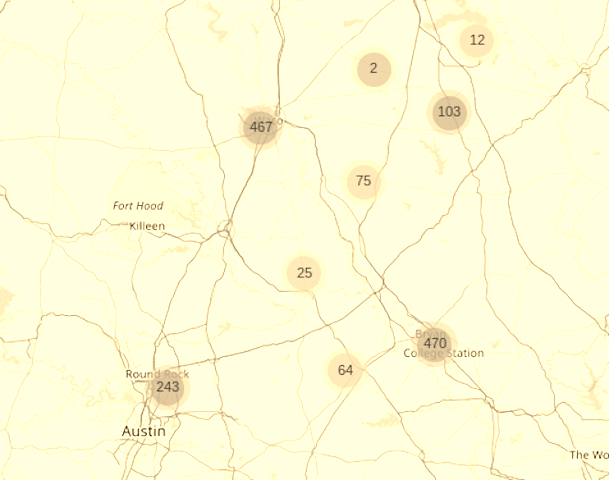 12
2
103
467
75
Fort Hood
Killeen
25
Bryan
470
College Station
64
Round Rock
243
Austin
The Wo